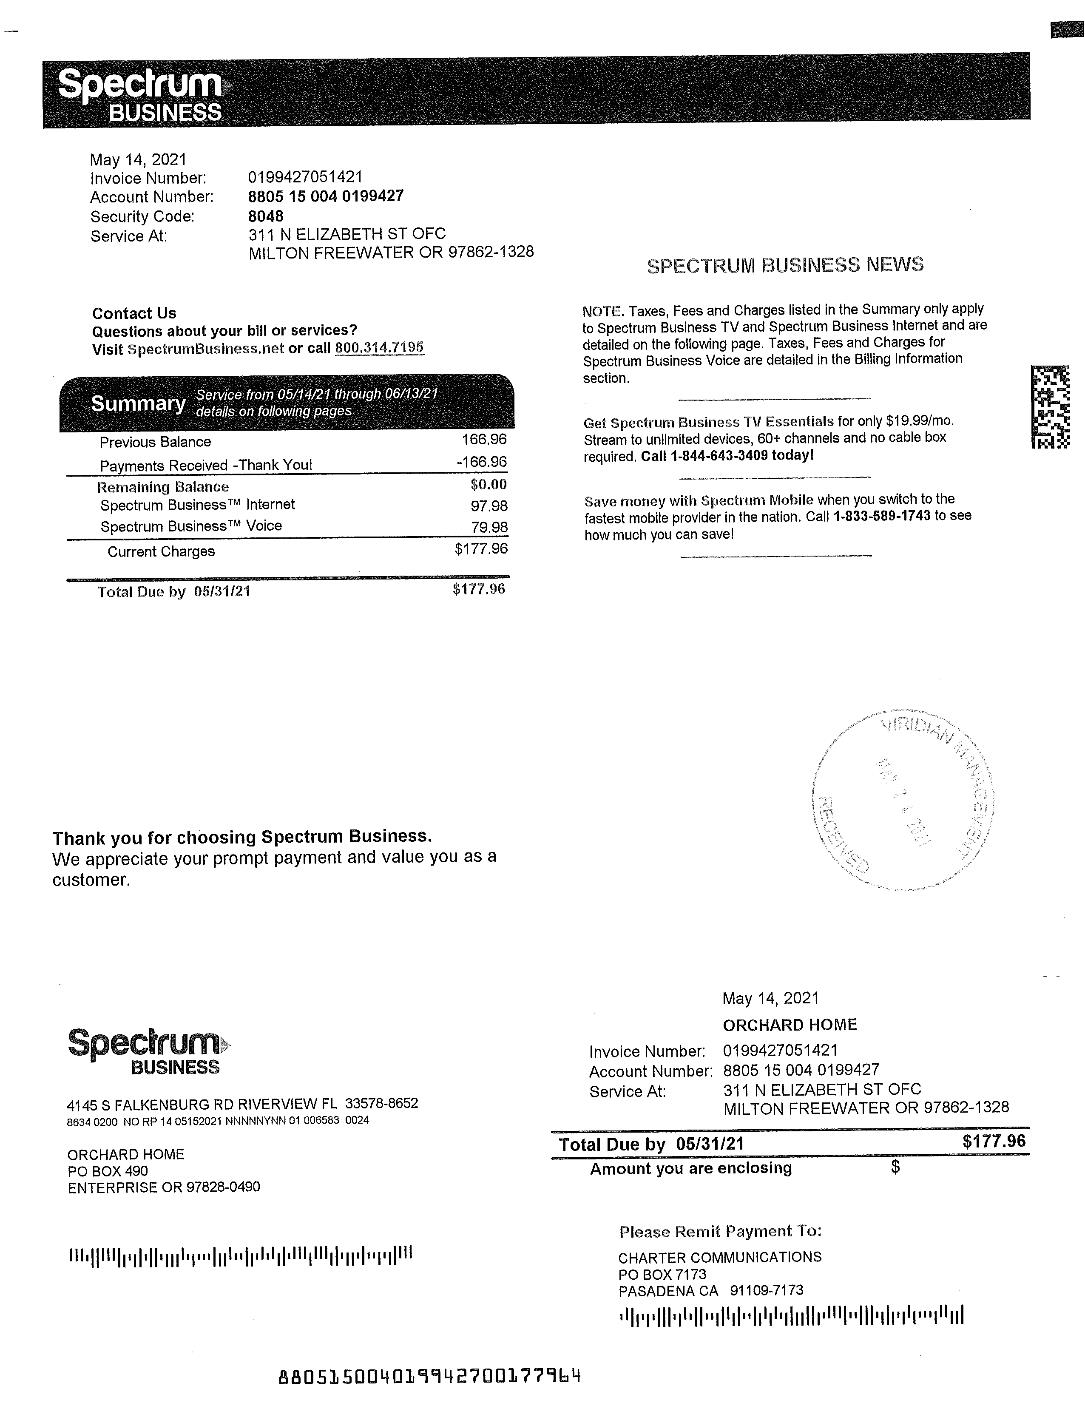 Spectrum
BUSINESS
May 14, 2021
Invoice Number: 0199427051421
Account Number: 8805 15 004 0199427
Security Code: 8048
Service At: 311 N ELIZABETH ST OFC
MILTON FREEWATER OR 97862-1328
Contact Us
Questions about your bill or services?
Visit SpectrumBusiness.net or call 800.314.7195
Summary Service from 05/14/21 through 06/13/21
details on following pages
Previous Balance 166.96
Payments Received -Thank You! -166.96
Remaining Balance $0.00
Spectrum Business™ Internet 97.98
Spectrum Business™ Voice 79.98
Current Charges $177.96
Total Due by 05/31/21 $177.96
SPECTRUM BUSINESS NEWS
NOTE. Taxes, Fees and Charges listed in the Summary only apply
to Spectrum Business TV and Spectrum Business Internet and are
detailed on the following page. Taxes, Fees and Charges for
Spectrum Business Voice are detailed in the Billing Information
section.
Get Spectrum Business TV Essentials for only $19.99/mo.
Stream to unlimited devices, 60+ channels and no cable box
required. Call 1-844-643-3409 today!
Save money with Spectrum Mobile when you switch to the
fastest mobile provider in the nation. Call 1-833-589-1743 to see
how much you can save!
VIRIDIAN MANAGEMENT
2021
RECEIVED
Thank you for choosing Spectrum Business.
We appreciate your prompt payment and value you as a
customer.
Spectrum
BUSINESS
4145 S FALKENBURG RD RIVERVIEW FL 33578-8652
8834 0200 NO RP 14 05152021 NNNNNYNN 01 006583 0024
ORCHARD HOME
PO BOX 490
ENTERPRISE OR 97828-0490
May 14, 2021
ORCHARD HOME
Invoice Number: 0199427051421
Account Number: 8805 15 004 0199427
Service At: 311 N ELIZABETH ST OFC
MILTON FREEWATER OR 97862-1328
Total Due by 05/31/21 $177.96
Amount you are enclosing $
Please Remit Payment To:
CHARTER COMMUNICATIONS
PO BOX 7173
PASADENA CA 91109-7173
8805150040199427001 77964